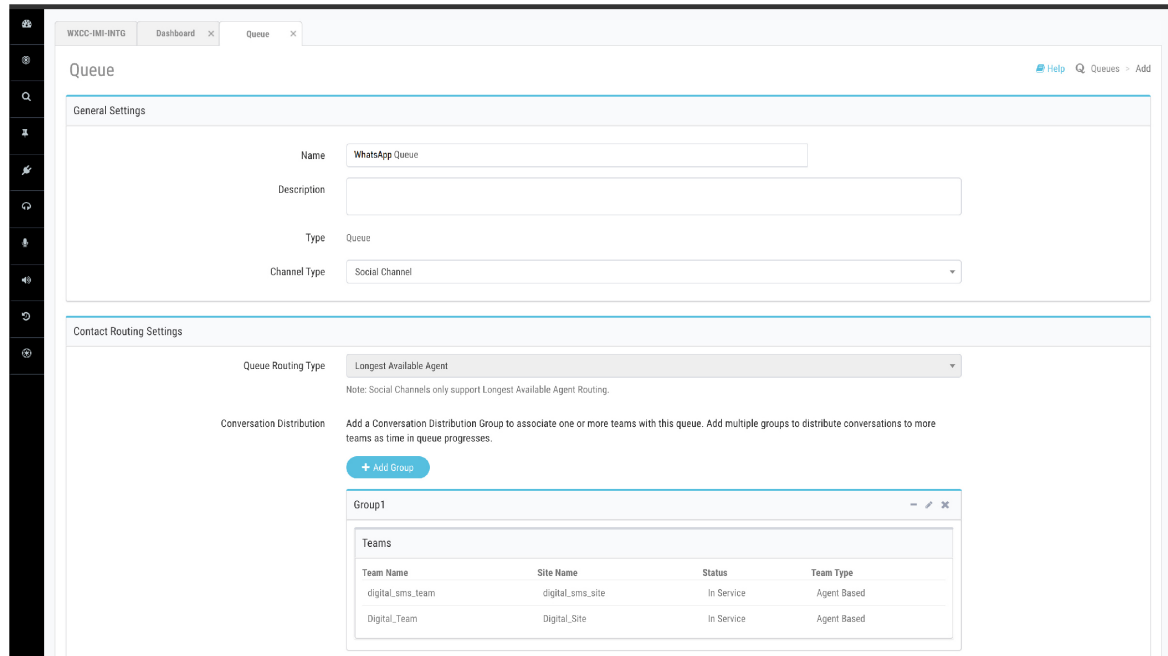 WXCC-IMI-INTG Dashboard × Queue ×
Queue
Help Queues > Add
General Settings
Name WhatsApp Queue
Description
Type Queue
Channel Type Social Channel
Contact Routing Settings
Queue Routing Type Longest Available Agent
Note: Social Channels only support Longest Available Agent Routing.
Conversation Distribution Add a Conversation Distribution Group to associate one or more teams with this queue. Add multiple groups to distribute conversations to more
teams as time in queue progresses.
+ Add Group
Group1
Teams
Team Name Site Name Status Team Type
digital_sms_team digital_sms_site In Service Agent Based
Digital_Team Digital_Site In Service Agent Based